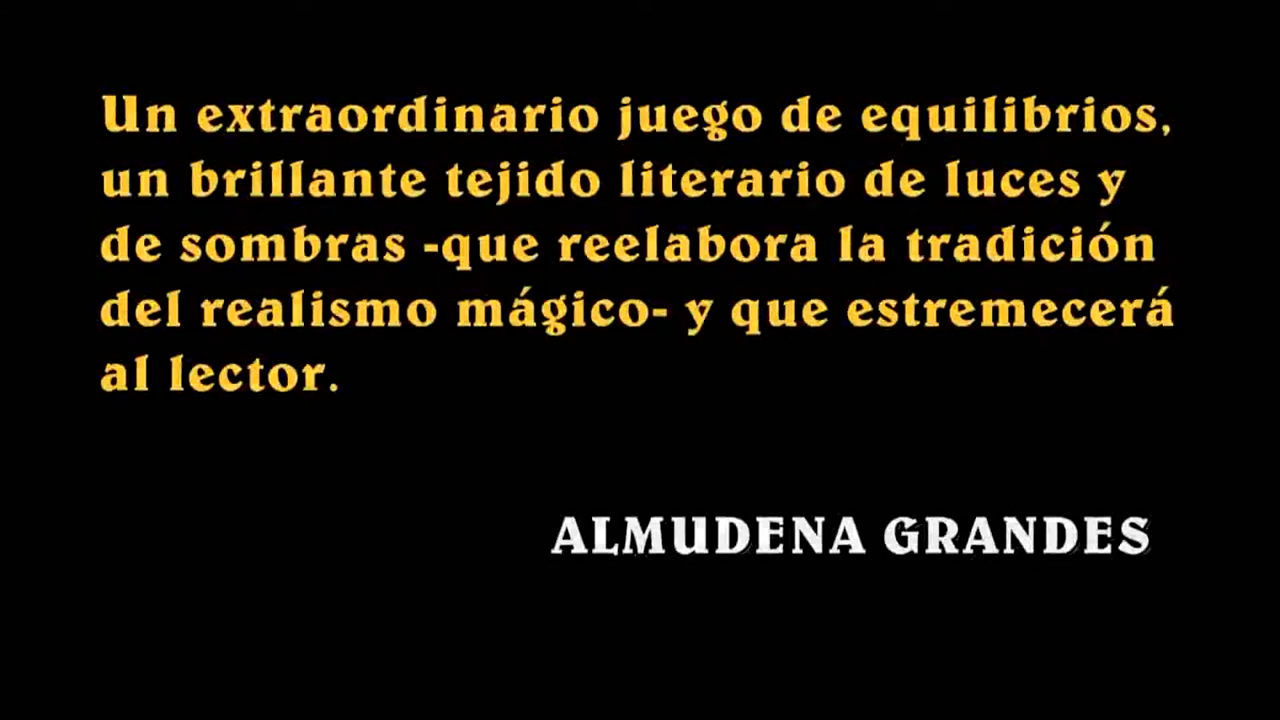 Un extraordinario juego de equilibrios,
un brillante tejido literario de luces y
de sombras -que reelabora la tradición
del realismo mágico- y que estremecerá
al lector.
ALMUDENA GRANDES